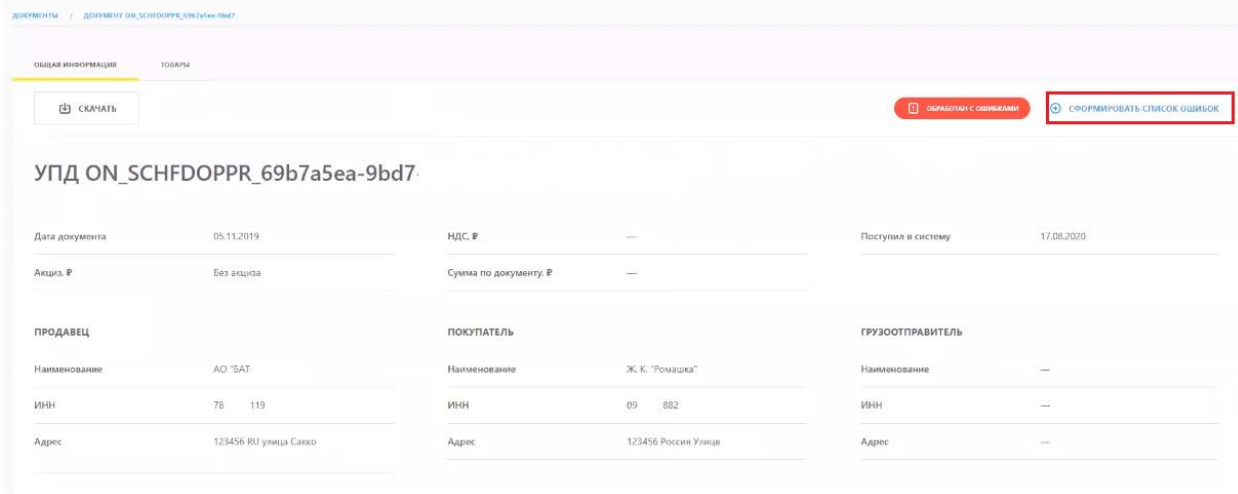 ДОКУМЕНТЫ / ДОКУМЕНТ ON_SCHFDOPPR_69b7a5ea-9bd7
ОБЩАЯ ИНФОРМАЦИЯ ТОВАРЫ
СКАЧАТЬ ОБРАБОТАН С ОШИБКАМИ СФОРМИРОВАТЬ СПИСОК ОШИБОК
УПД ON_SCHFDOPPR_69b7a5ea-9bd7
Дата документа 05.11.2019 НДС, ₽ — Поступил в систему 17.08.2020
Акциз, ₽ Без акциза Сумма по документу, ₽ —
ПРОДАВЕЦ ПОКУПАТЕЛЬ ГРУЗООТПРАВИТЕЛЬ
Наименование АО "БАТ Наименование Ж. К. "Ромашка" Наименование —
ИНН 78 119 ИНН 09 882 ИНН —
Адрес 123456 RU улица Сакко Адрес 123456 Россия Улица Адрес —